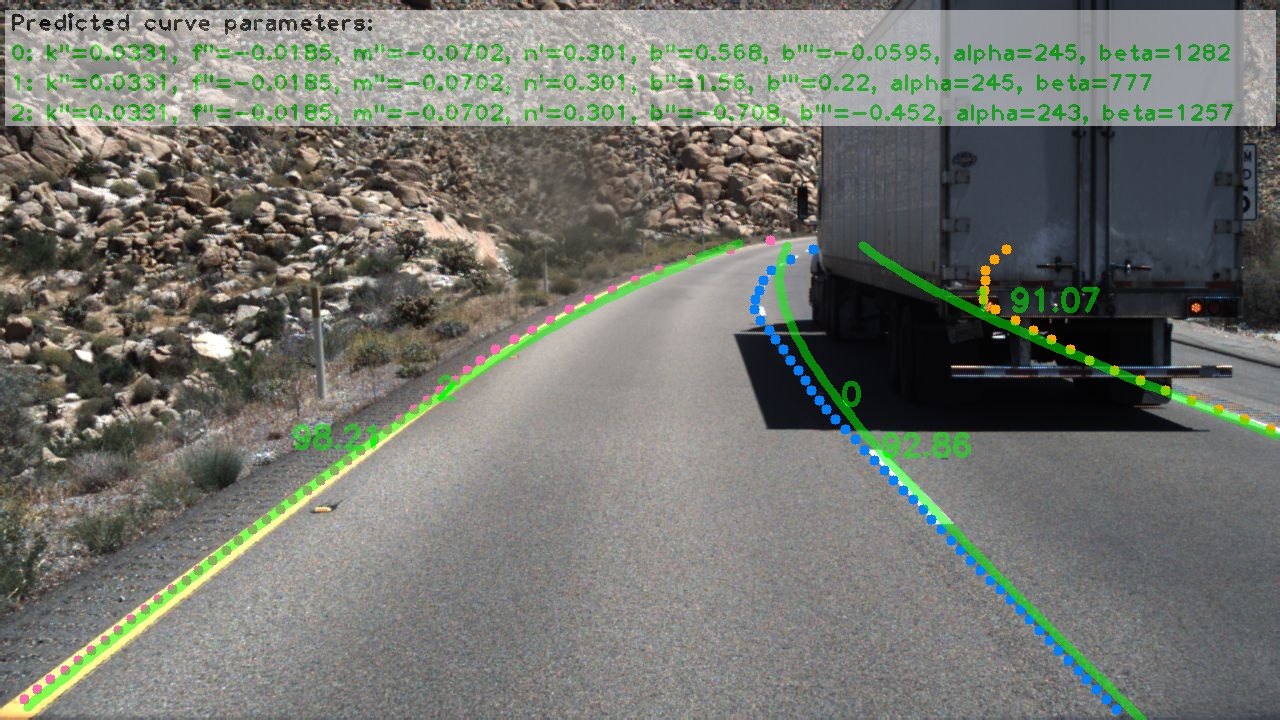 Predicted curve parameters:
0: k''=0.0331, f''=-0.0185, m''=-0.0702, n'=0.301, b''=0.568, b'''=-0.0595, alpha=245, beta=1282
1: k''=0.0331, f''=-0.0185, m''=-0.0702, n'=0.301, b''=1.56, b'''=0.22, alpha=245, beta=777
2: k''=0.0331, f''=-0.0185, m''=-0.0702, n'=0.301, b''=-0.708, b'''=-0.452, alpha=243, beta=1257
1
91.07
2
0
98.21
92.86